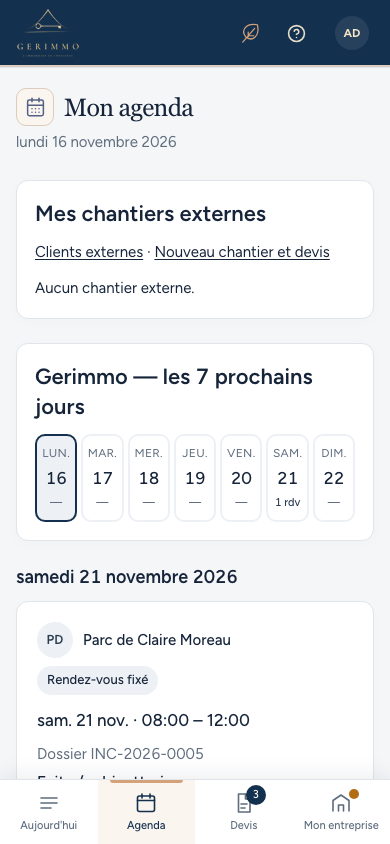 GERIMMO
AD
Mon agenda
lundi 16 novembre 2026
Mes chantiers externes
Clients externes · Nouveau chantier et devis
Aucun chantier externe.
Gerimmo — les 7 prochains
jours
LUN. MAR. MER. JEU. VEN. SAM. DIM.
16 17 18 19 20 21 22
— — — — — 1 rdv —
samedi 21 novembre 2026
PD Parc de Claire Moreau
Rendez-vous fixé
sam. 21 nov. · 08:00 – 12:00
Dossier INC-2026-0005
3
Aujourd'hui Agenda Devis Mon entreprise